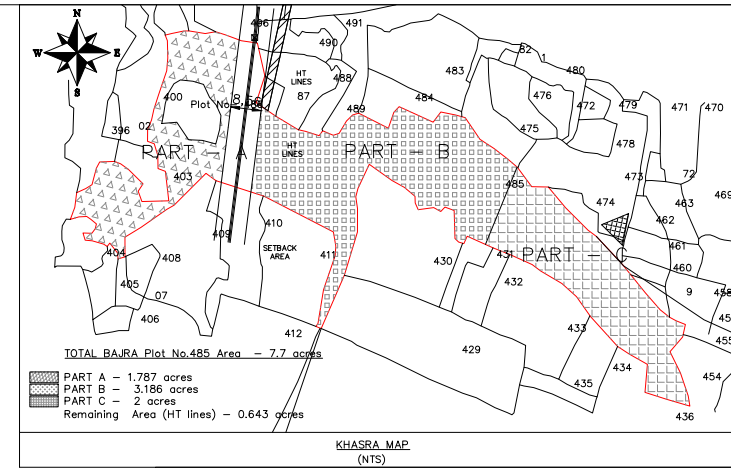 N
W E
S
496
491
490
HT
LINES
488
87
483
82
1
480
400
Plot No
8.56
489
484
476
472
479
471
470
396
02
475
478
PART - A
HT
LINES
PART - B
403
485
473
72
474
463
469
462
409
410
SETBACK
AREA
411
404
408
430
431
PART - C
461
460
405
07
432
9
458
406
433
412
429
434
454
435
436
TOTAL BAJRA Plot No.485 Area - 7.7 acres
PART A - 1.787 acres
PART B - 3.186 acres
PART C - 2 acres
Remaining Area (HT lines) - 0.643 acres
KHASRA MAP
(NTS)